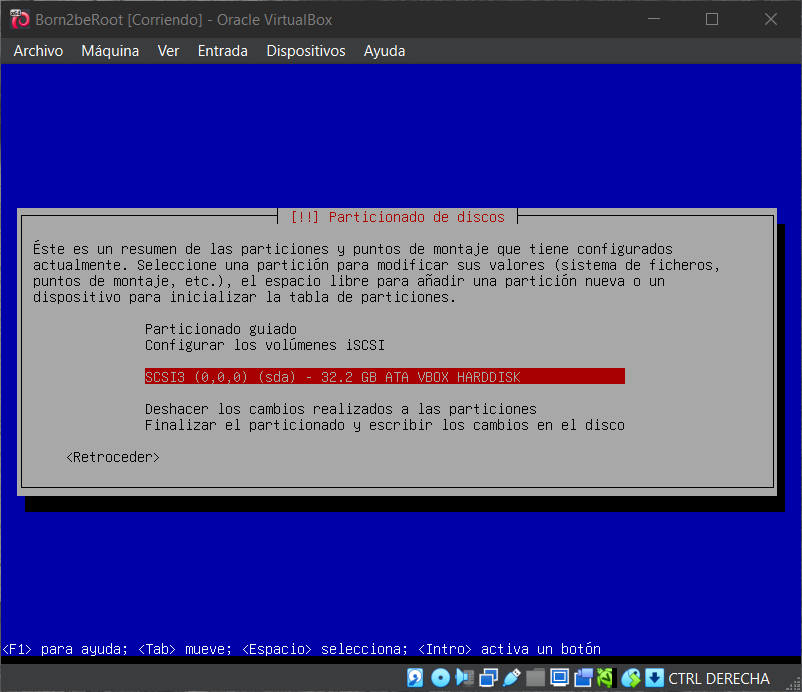 Born2beRoot [Corriendo] - Oracle VirtualBox
Archivo Máquina Ver Entrada Dispositivos Ayuda
[!!] Particionado de discos
Éste es un resumen de las particiones y puntos de montaje que tiene configurados
actualmente. Seleccione una partición para modificar sus valores (sistema de ficheros,
puntos de montaje, etc.), el espacio libre para añadir una partición nueva o un
dispositivo para inicializar la tabla de particiones.
Particionado guiado
Configurar los volúmenes iSCSI
SCSI3 (0,0,0) (sda) - 32.2 GB ATA VBOX HARDDISK
Deshacer los cambios realizados a las particiones
Finalizar el particionado y escribir los cambios en el disco
<Retroceder>
<F1> para ayuda; <Tab> mueve; <Espacio> selecciona; <Intro> activa un botón
CTRL DERECHA